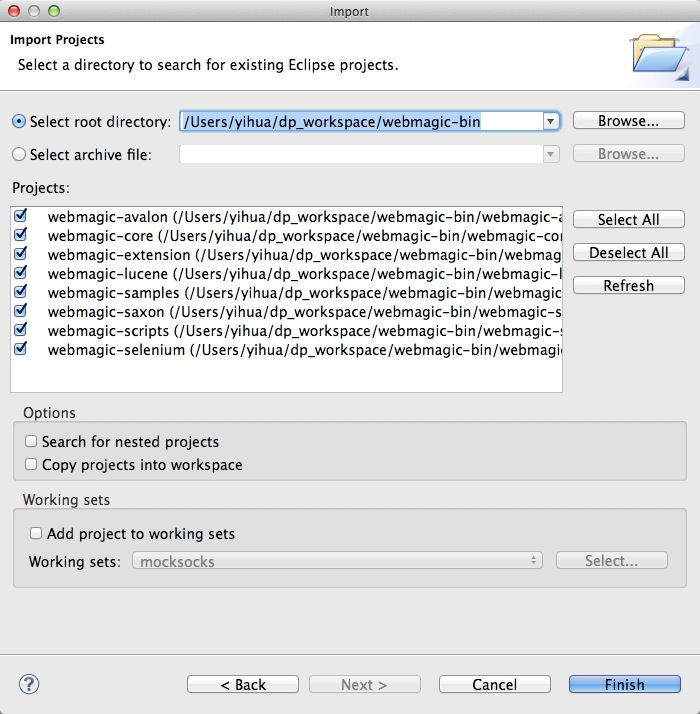 Import
Import Projects
Select a directory to search for existing Eclipse projects.
Select root directory: /Users/yihua/dp_workspace/webmagic-bin Browse...
Select archive file: Browse...
Projects:
webmagic-avalon (/Users/yihua/dp_workspace/webmagic-bin/webmagic-a
webmagic-core (/Users/yihua/dp_workspace/webmagic-bin/webmagic-cor
webmagic-extension (/Users/yihua/dp_workspace/webmagic-bin/webmag
webmagic-lucene (/Users/yihua/dp_workspace/webmagic-bin/webmagic-l
webmagic-samples (/Users/yihua/dp_workspace/webmagic-bin/webmagic
webmagic-saxon (/Users/yihua/dp_workspace/webmagic-bin/webmagic-s
webmagic-scripts (/Users/yihua/dp_workspace/webmagic-bin/webmagic-s
webmagic-selenium (/Users/yihua/dp_workspace/webmagic-bin/webmagi
Select All
Deselect All
Refresh
Options
Search for nested projects
Copy projects into workspace
Working sets
Add project to working sets
Working sets: mocksocks Select...
? < Back Next > Cancel Finish